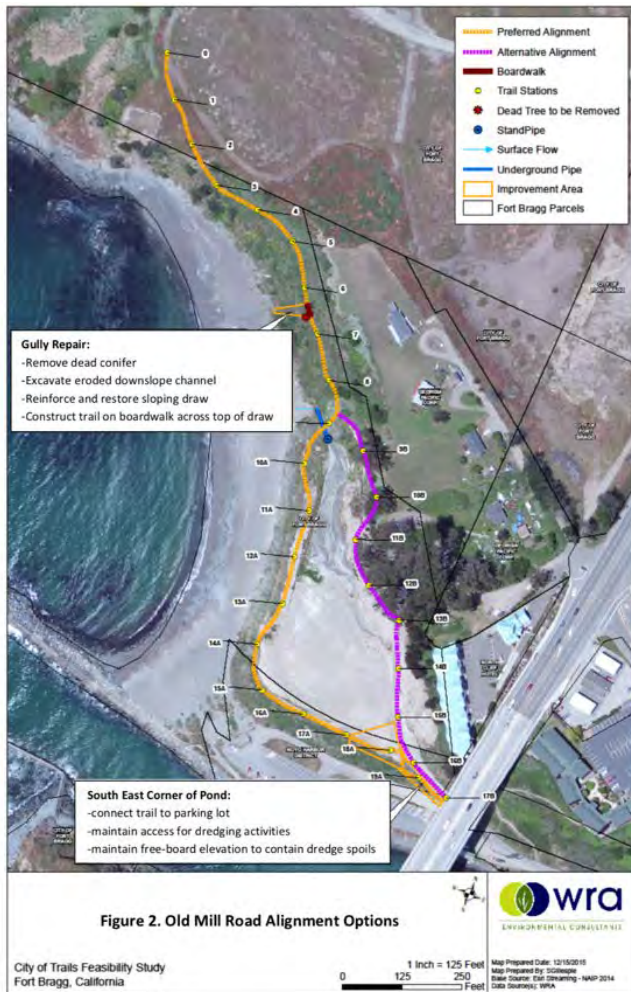 Preferred Alignment
Alternative Alignment
Boardwalk
Trail Stations
Dead Tree to be Removed
StandPipe
Surface Flow
Underground Pipe
Improvement Area
Fort Bragg Parcels
0
1
2
3
4
5
6
7
8
Gully Repair:
-Remove dead conifer
-Excavate eroded downslope channel
-Reinforce and restore sloping draw
-Construct trail on boardwalk across top of draw
9B
10A
10B
11A
11B
12A
12B
13A
13B
14A
14B
15A
15B
16A
16B
17A
18A
19A
17B
South East Corner of Pond:
-connect trail to parking lot
-maintain access for dredging activities
-maintain free-board elevation to contain dredge spoils
Figure 2. Old Mill Road Alignment Options
City of Trails Feasibility Study
Fort Bragg, California
1 Inch = 125 Feet
0 125 250
Feet
wra
ENVIRONMENTAL CONSULTANTS
Map Prepared Date: 12/15/2015
Map Prepared By: SGillespie
Base Source: Esri Streaming - NAIP 2014
Data Source(s): WRA